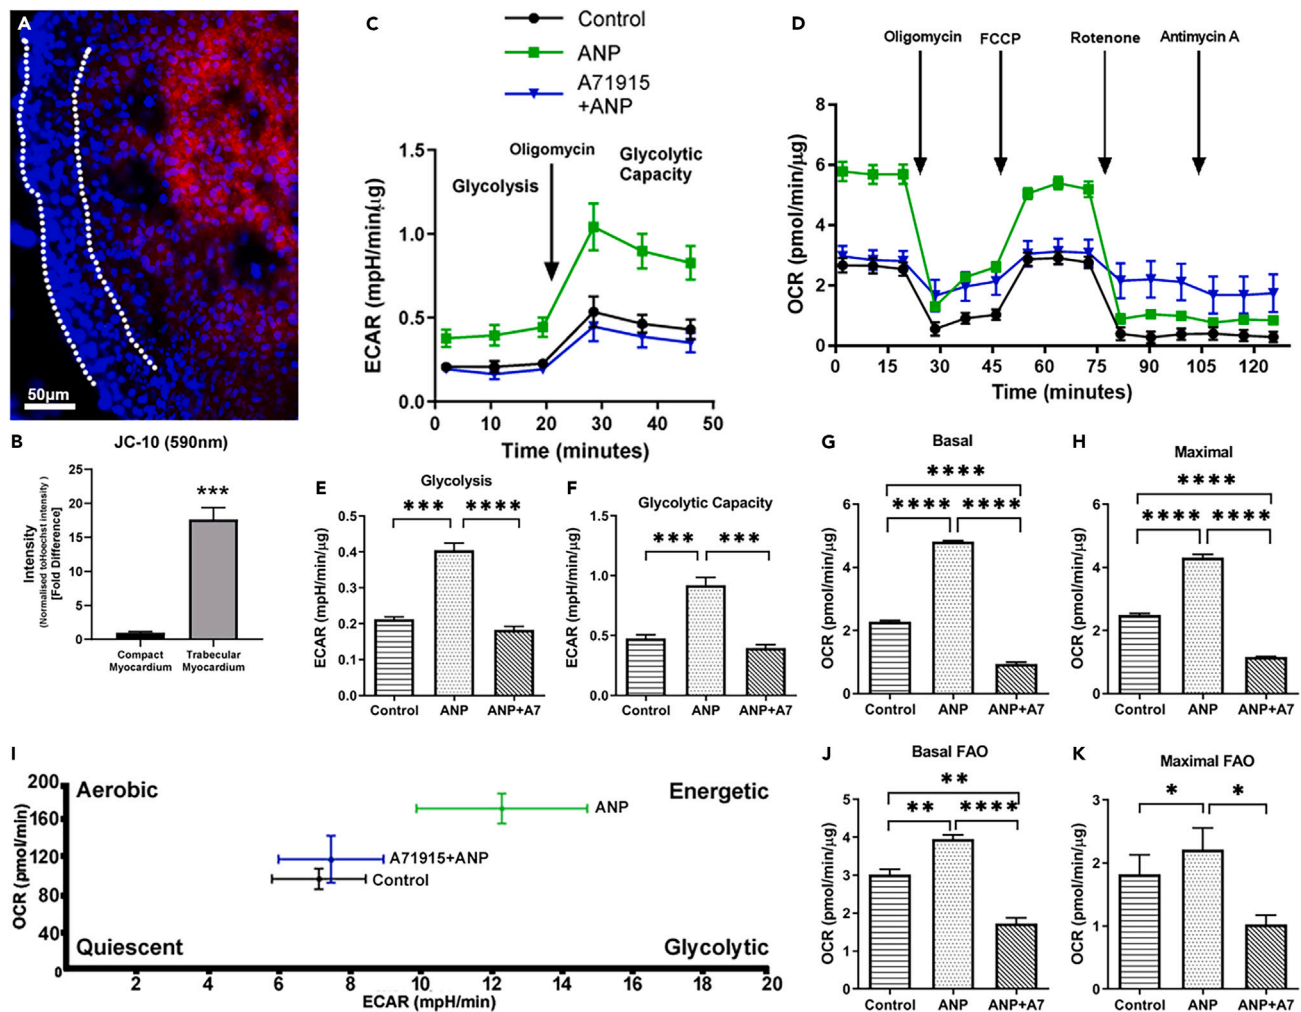 A
50µm
B
JC-10 (590nm)
Intensity
(Normalised toHoechst intensity )
[Fold Difference]
25
20
15
10
5
0
***
Compact
Myocardium
Trabecular
Myocardium
C
Control
ANP
A71915
+ANP
ECAR (mpH/min/µg)
1.5
1.0
0.5
0.0
Glycolysis
Oligomycin
Glycolytic
Capacity
0 10 20 30 40 50
Time (minutes)
D
Oligomycin FCCP Rotenone Antimycin A
OCR (pmol/min/µg)
8
6
4
2
0
0 15 30 45 60 75 90 105 120
Time (minutes)
E
Glycolysis
*** ****
ECAR (mpH/min/µg)
0.5
0.4
0.3
0.2
0.1
0.0
Control ANP ANP+A7
F
Glycolytic Capacity
*** ***
ECAR (mpH/min/µg)
1.5
1.0
0.5
0.0
Control ANP ANP+A7
G
Basal
****
**** ****
OCR (pmol/min/µg)
6
4
2
0
Control ANP ANP+A7
H
Maximal
****
**** ****
OCR (pmol/min/µg)
6
4
2
0
Control ANP ANP+A7
I
OCR (pmol/min)
200
160
120
80
40
0
Aerobic
Energetic
ANP
A71915+ANP
Control
Quiescent
Glycolytic
2 4 6 8 10 12 14 16 18 20
ECAR (mpH/min)
J
Basal FAO
**
** ****
OCR (pmol/min/µg)
5
4
3
2
1
0
Control ANP ANP+A7
K
Maximal FAO
* *
OCR (pmol/min/µg)
3
2
1
0
Control ANP ANP+A7